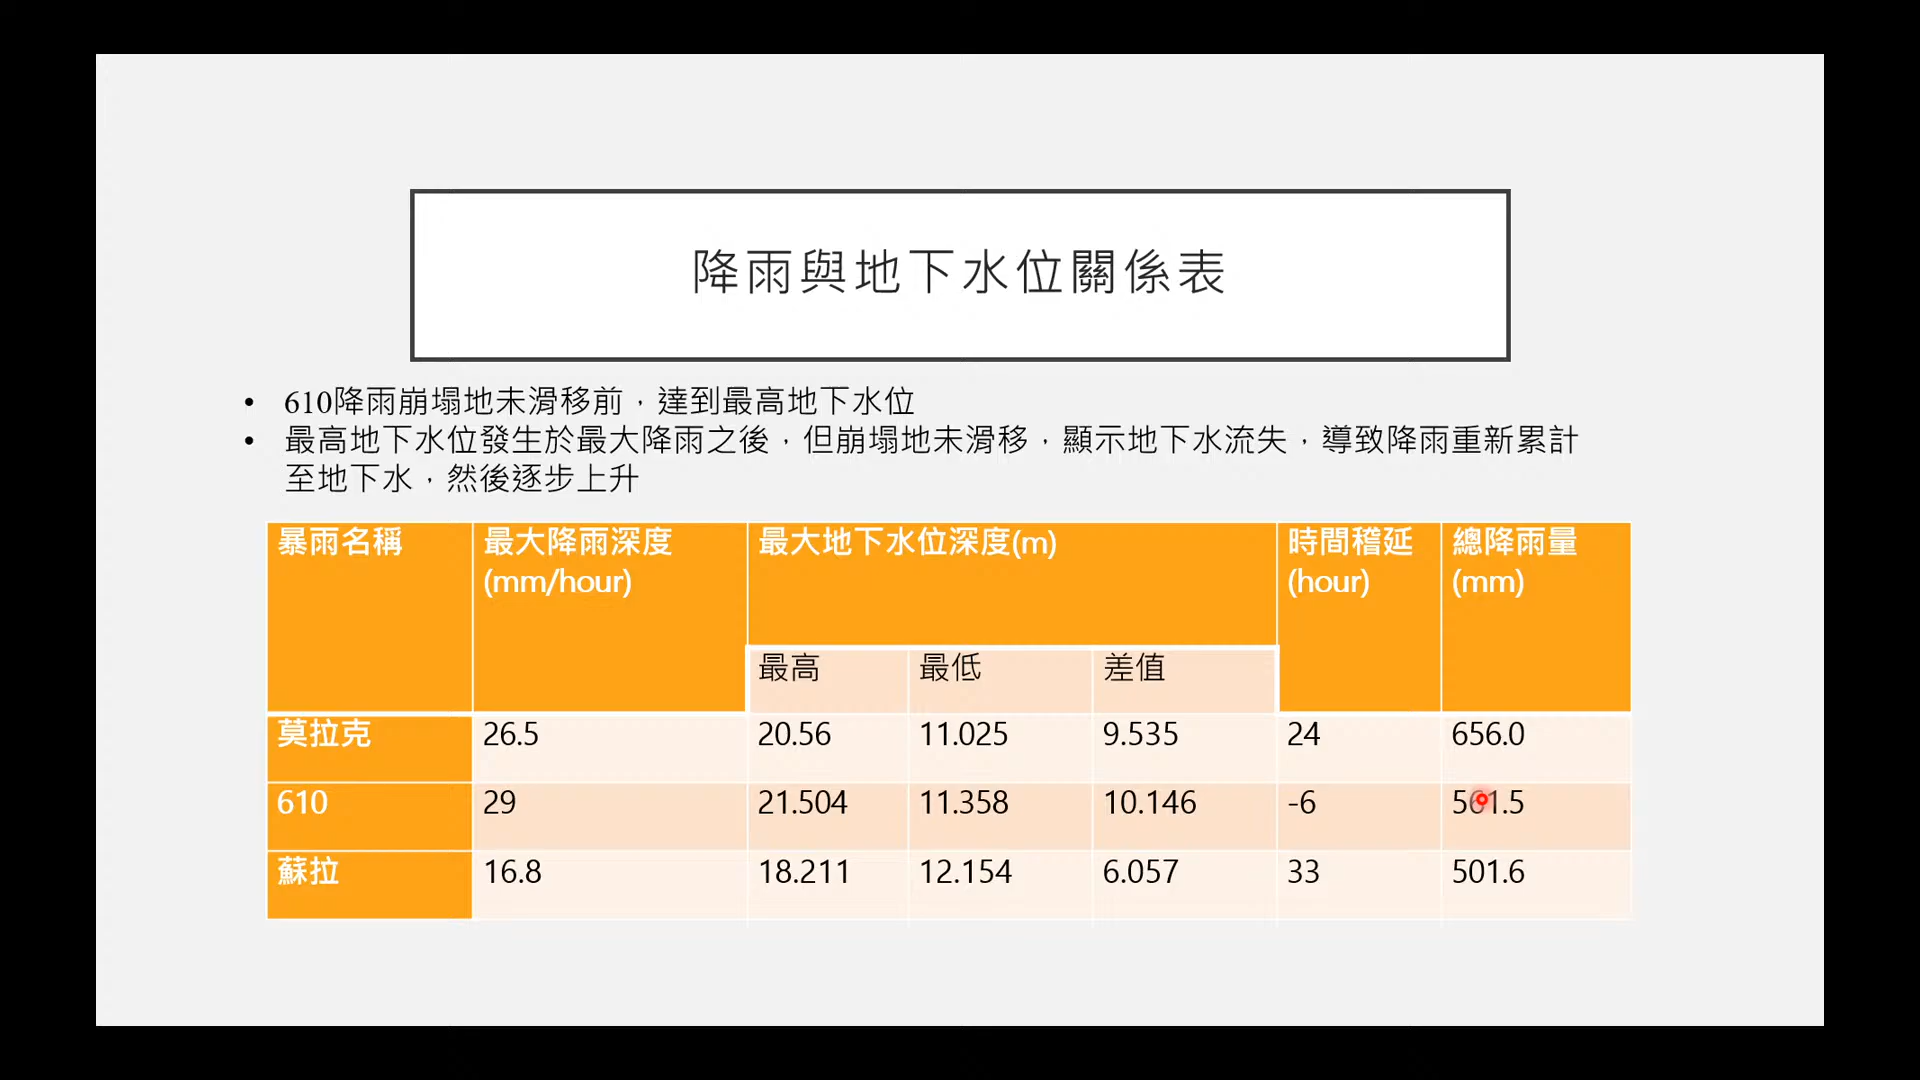 降雨與地下水位關係表
• 610降雨崩塌地未滑移前，達到最高地下水位
• 最高地下水位發生於最大降雨之後，但崩塌地未滑移，顯示地下水流失，導致降雨重新累計
至地下水，然後逐步上升
暴雨名稱 最大降雨深度 (mm/hour) 最大地下水位深度(m) 時間稽延 (hour) 總降雨量 (mm)
最高 最低 差值
莫拉克 26.5 20.56 11.025 9.535 24 656.0
610 29 21.504 11.358 10.146 -6
蘇拉 16.8 18.211 12.154 6.057 33 501.6